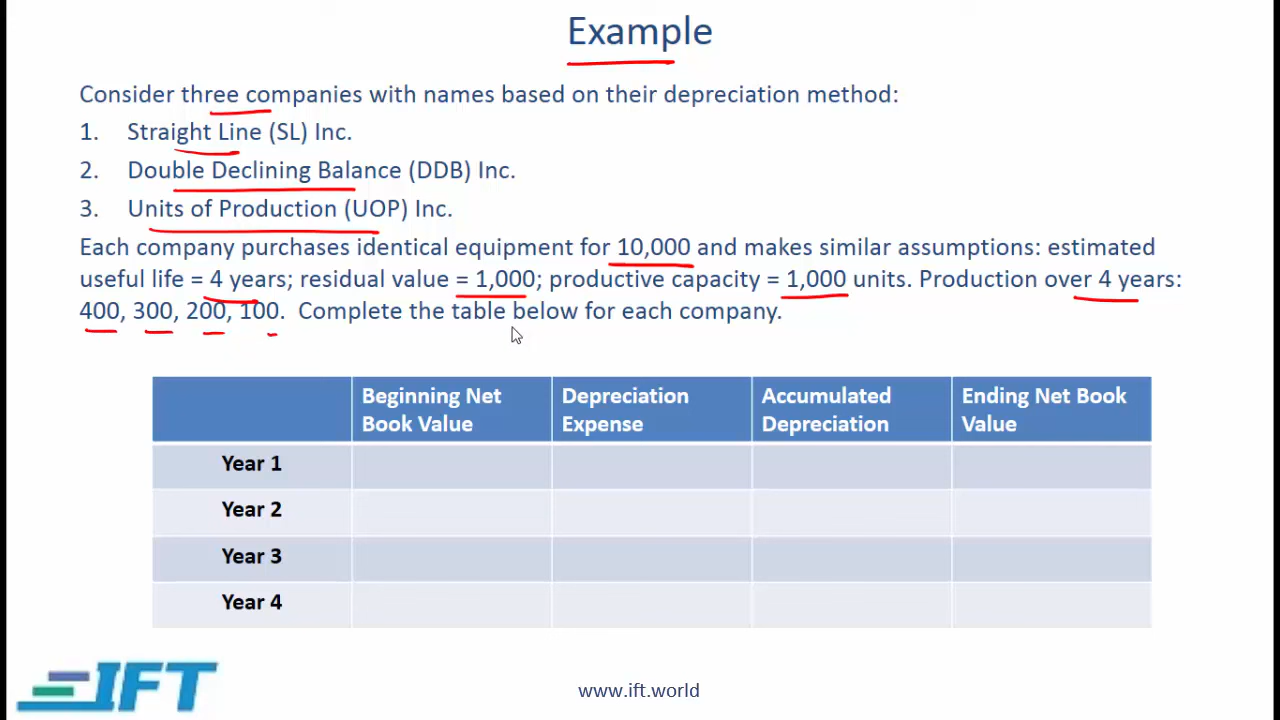 Example
Consider three companies with names based on their depreciation method:
1. Straight Line (SL) Inc.
2. Double Declining Balance (DDB) Inc.
3. Units of Production (UOP) Inc.
Each company purchases identical equipment for 10,000 and makes similar assumptions: estimated
useful life = 4 years; residual value = 1,000; productive capacity = 1,000 units. Production over 4 years:
400, 300, 200, 100. Complete the table below for each company.
Beginning Net Book Value Depreciation Expense Accumulated Depreciation Ending Net Book Value
Year 1
Year 2
Year 3
Year 4
IFT
www.ift.world